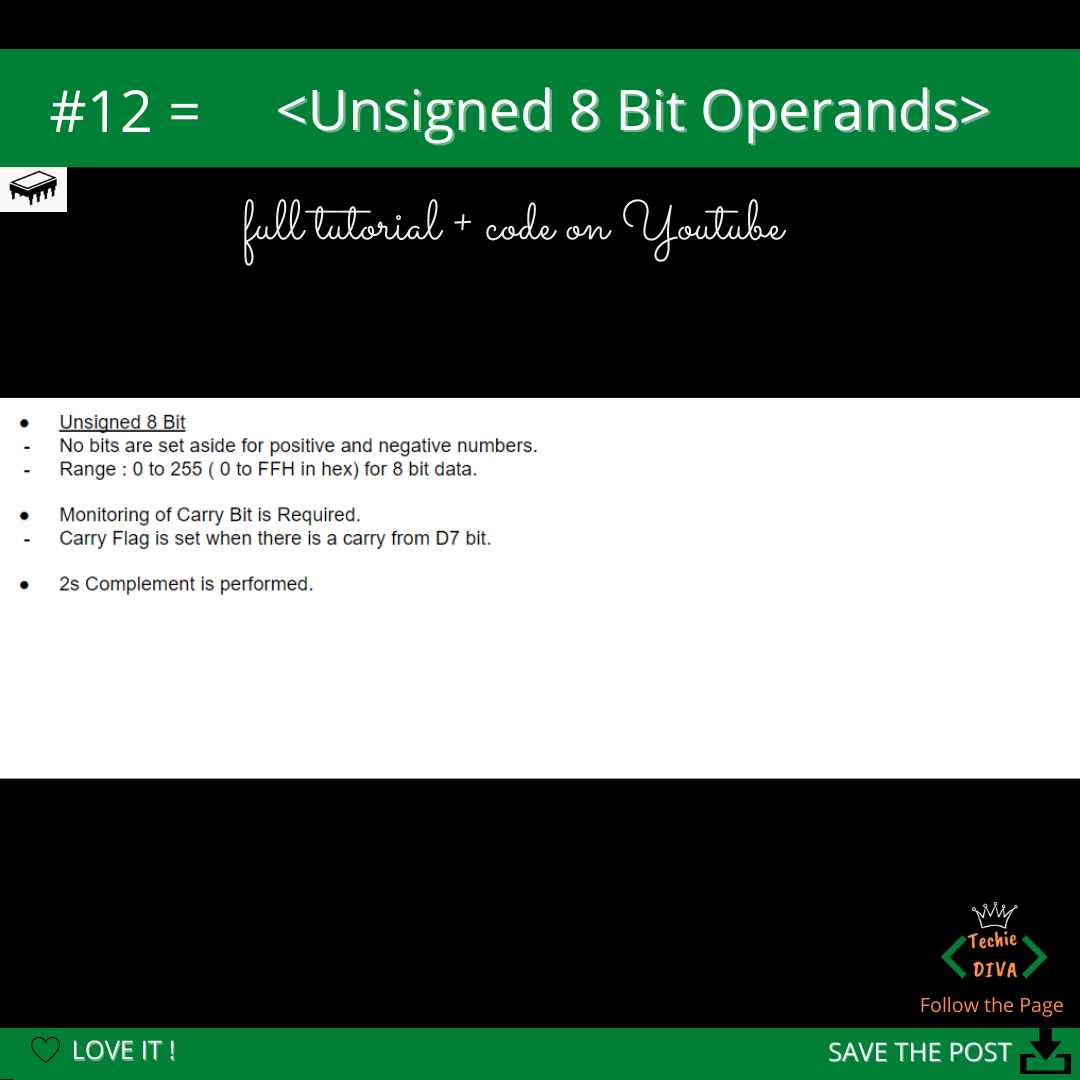 #12 = <Unsigned 8 Bit Operands>
full tutorial + code on Youtube
● Unsigned 8 Bit
- No bits are set aside for positive and negative numbers.
- Range : 0 to 255 ( 0 to FFH in hex) for 8 bit data.
● Monitoring of Carry Bit is Required.
- Carry Flag is set when there is a carry from D7 bit.
● 2s Complement is performed.
Techie
DIVA
Follow the Page
LOVE IT !
SAVE THE POST